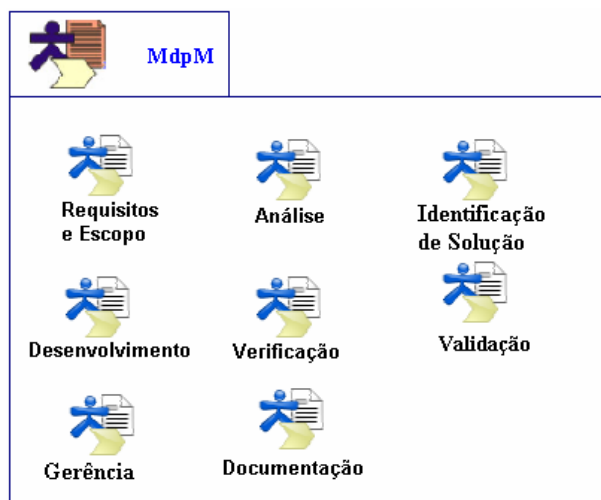 MdpM
Requisitos
e Escopo
Análise
Identificação
de Solução
Desenvolvimento
Verificação
Validação
Gerência
Documentação